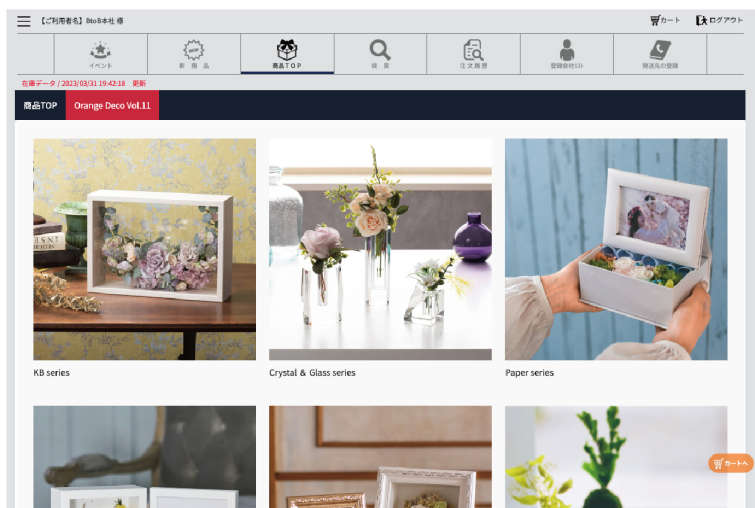 【ご利用者名】BtoB本社 様
カート
ログアウト
イベント
NEW
新 商 品
商品TOP
検 索
注文履歴
登録会社リスト
発送先の登録
在庫データ / 2023/03/31 19:42:18 更新
商品TOP
Orange Deco Vol.11
KB series
Crystal & Glass series
Paper series
カートへ